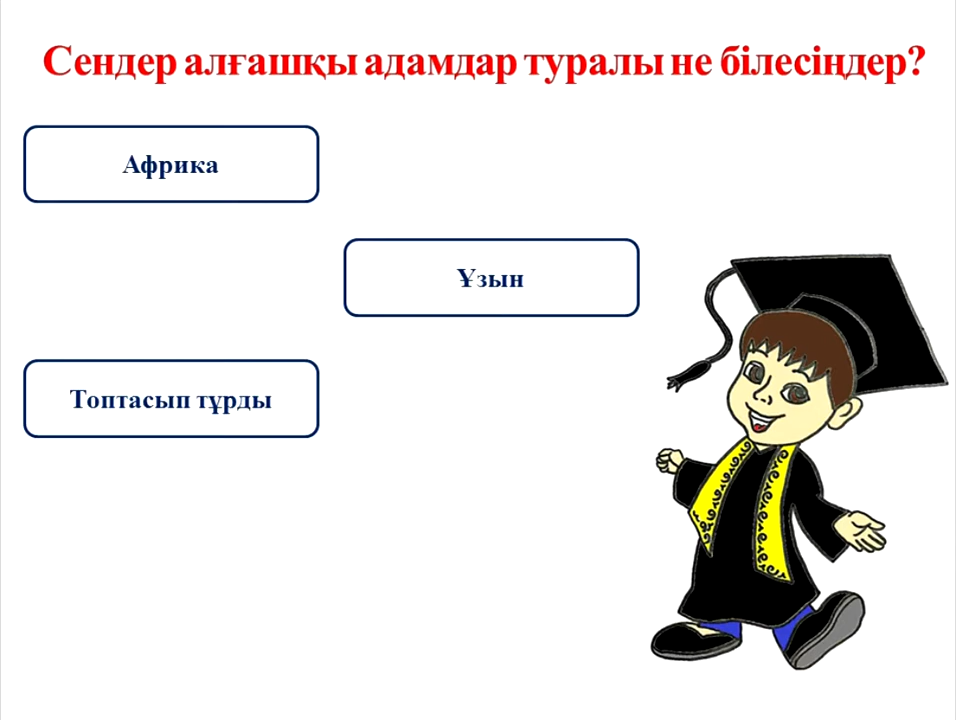 Сендер алғашқы адамдар туралы не білесіңдер?
Африка
Ұзын
Топтасып тұрды